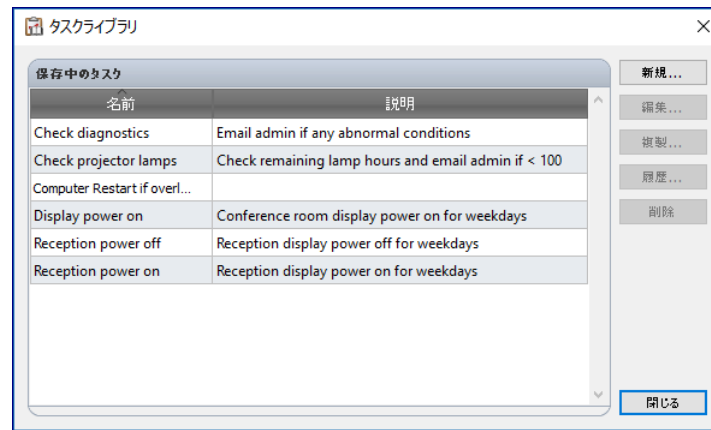 タスクライブラリ
保存中のタスク
名前 説明
Check diagnostics Email admin if any abnormal conditions
Check projector lamps Check remaining lamp hours and email admin if < 100
Computer Restart if overl...
Display power on Conference room display power on for weekdays
Reception power off Reception display power off for weekdays
Reception power on Reception display power on for weekdays
新規...
編集...
複製...
履歴...
削除
閉じる